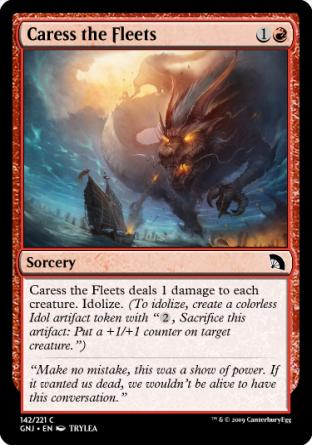 Caress the Fleets 1
Sorcery
Caress the Fleets deals 1 damage to each
creature. Idolize. (To idolize, create a colorless
Idol artifact token with “2, Sacrifice this
artifact: Put a +1/+1 counter on target
creature.”)
“Make no mistake, this was a show of power. If
it wanted us dead, we wouldn’t be alive to have
this conversation.”
142/221 C
GNJ • EN TRYLEA
™ & © 2019 CanterburyEgg